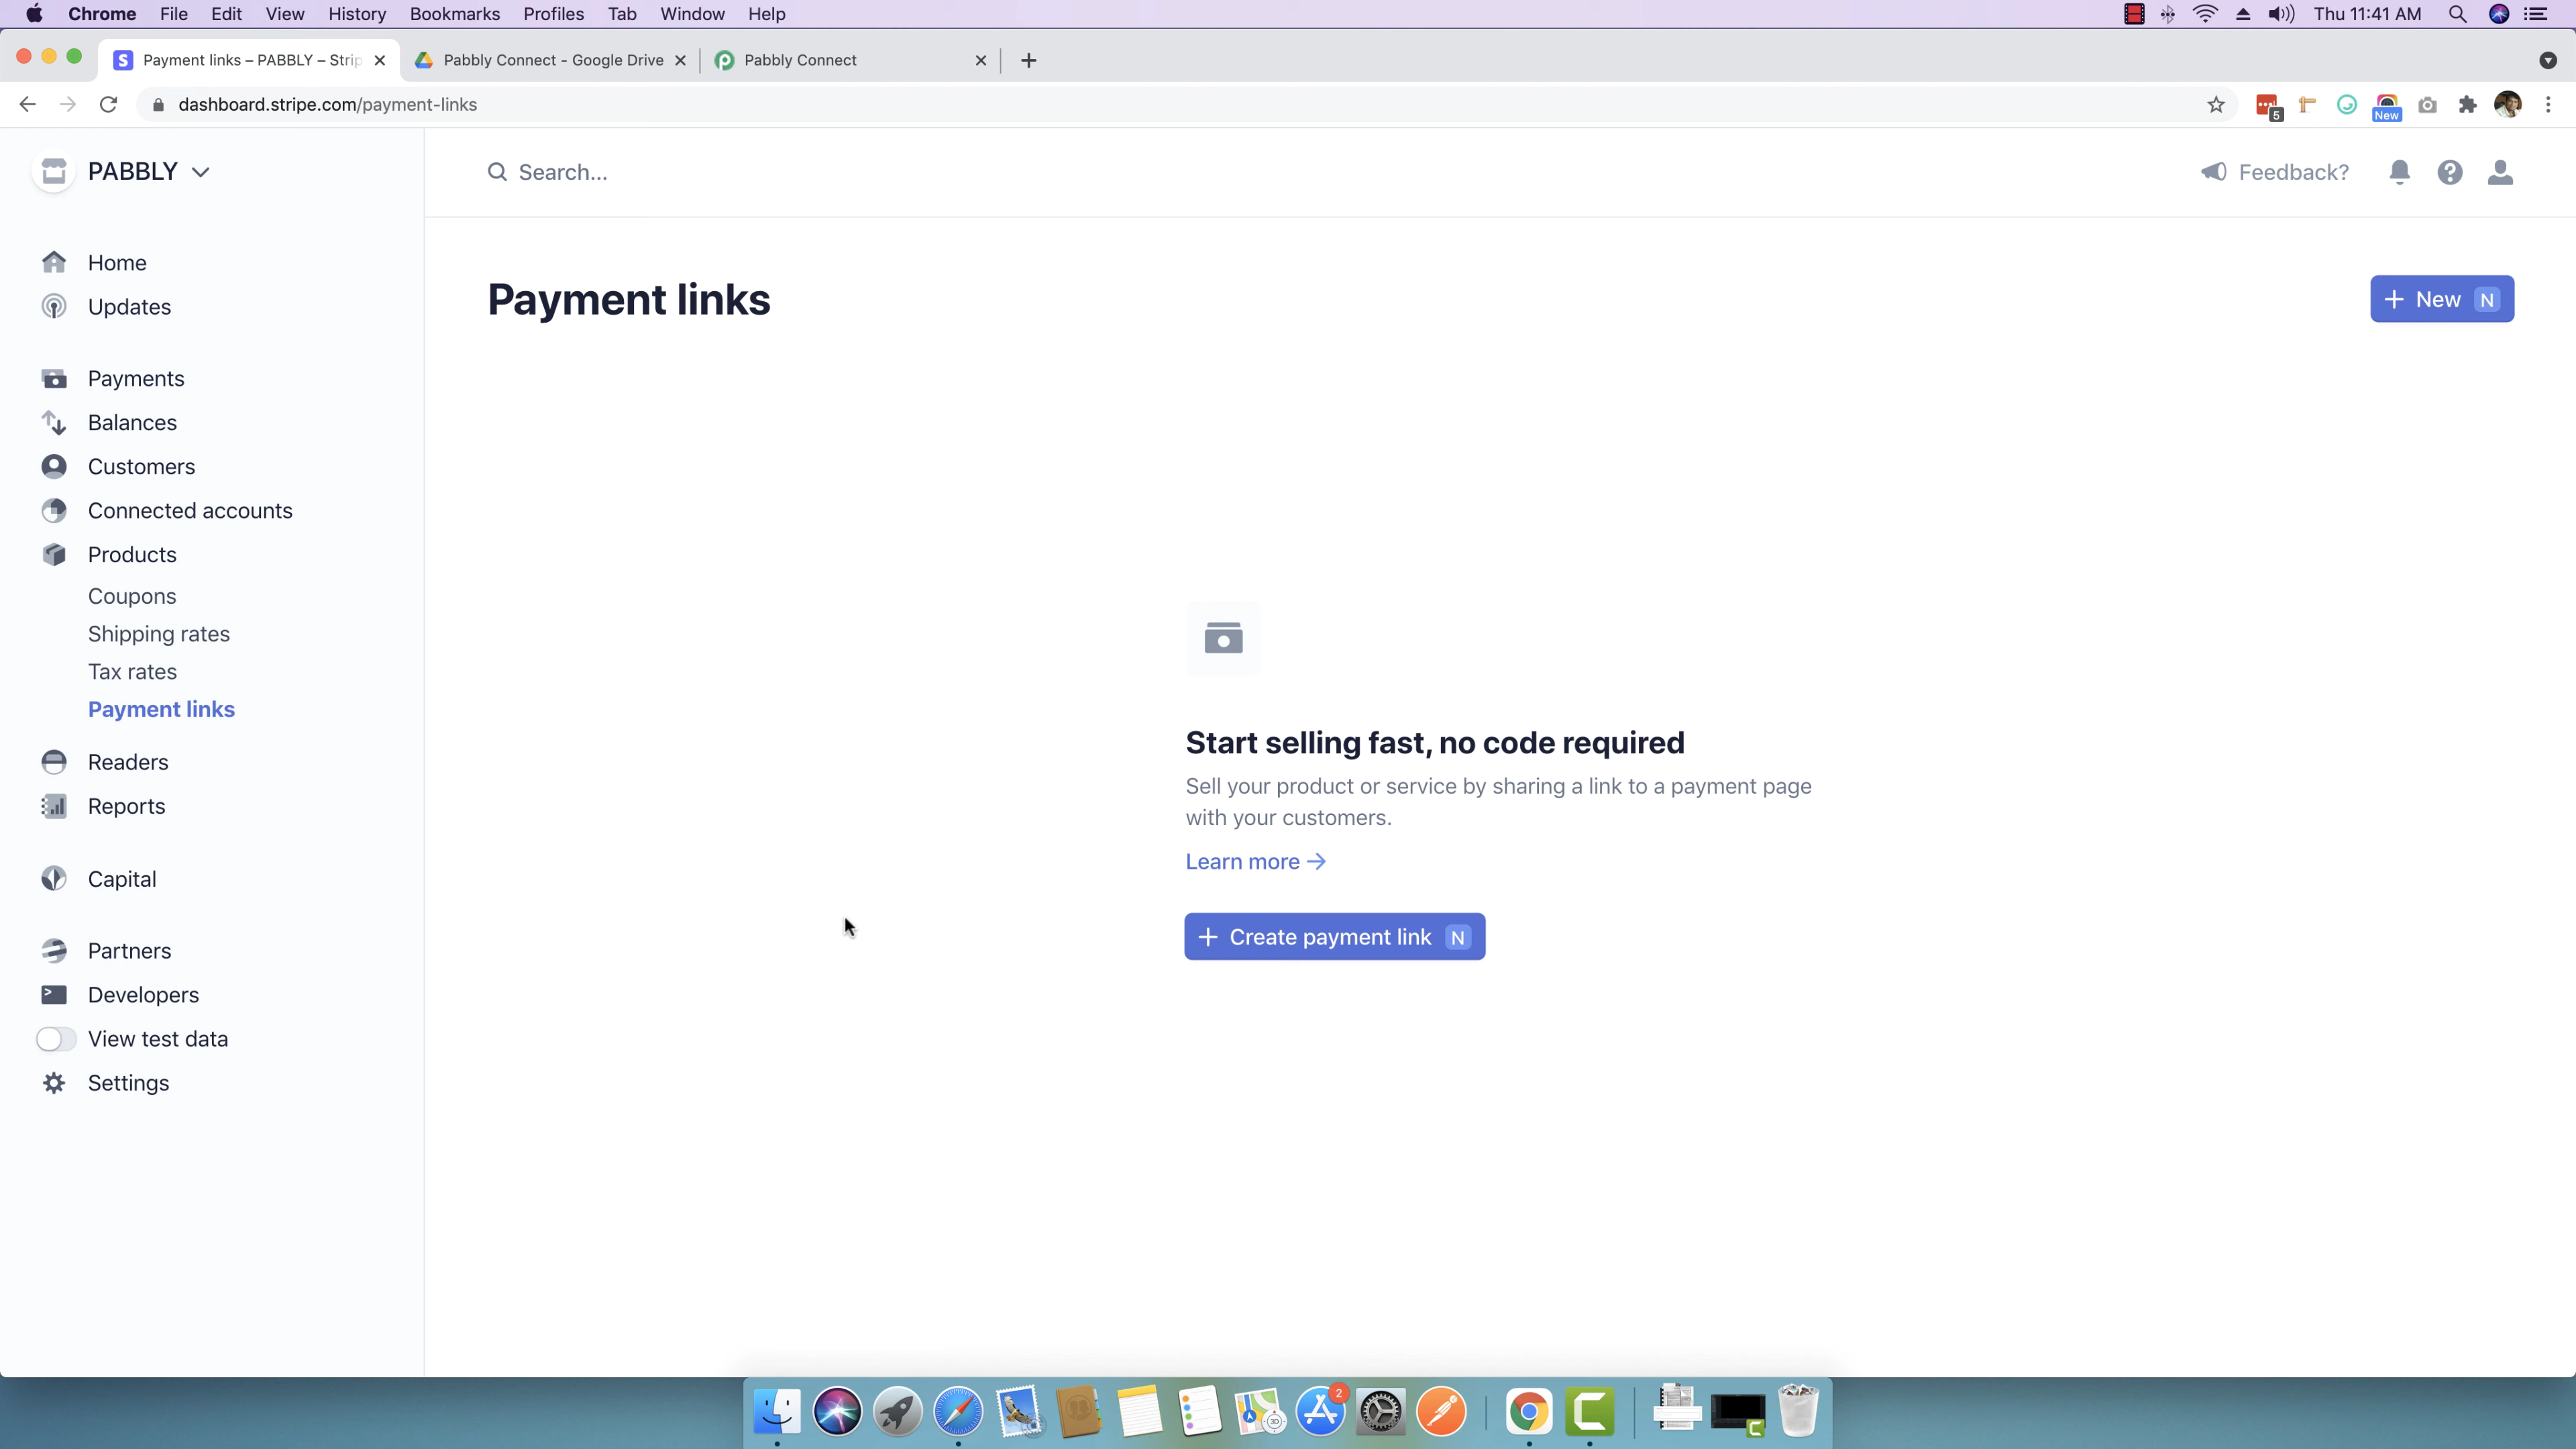 Chrome File Edit View History Bookmarks Profiles Tab Window Help Thu 11:41 AM
Payment links – PABBLY – Strip Pabbly Connect - Google Drive Pabbly Connect
dashboard.stripe.com/payment-links
5
New
PABBLY
Search...
Feedback?
Home
Updates
Payments
Balances
Customers
Connected accounts
Products
Coupons
Shipping rates
Tax rates
Payment links
Readers
Reports
Capital
Partners
Developers
View test data
Settings
Payment links
New N
Start selling fast, no code required
Sell your product or service by sharing a link to a payment page
with your customers.
Learn more
Create payment link N
3D
2